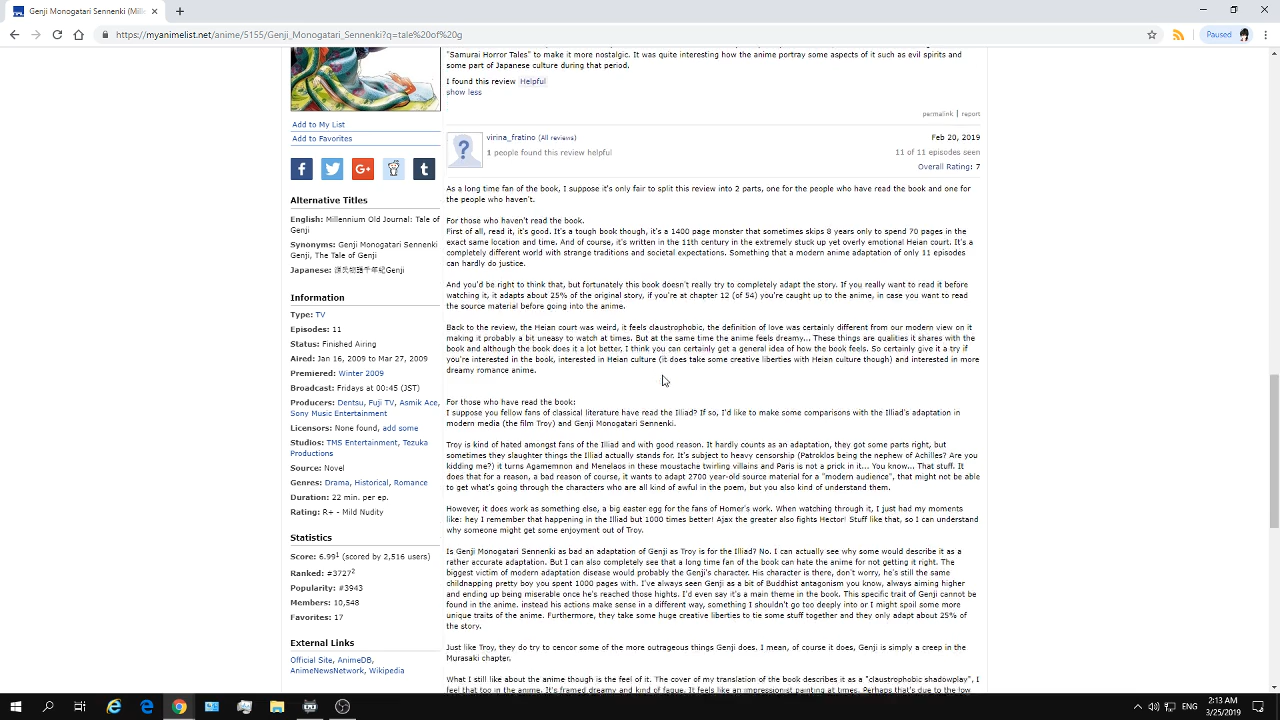 Genji Monogatari Sennenki (Mille
https://myanimelist.net/anime/5155/Genji_Monogatari_Sennenki?q=tale%20of%20g
Paused
"Samurai Horror Tales" to make it more nostalgic. It was quite interesting how the anime portray some aspects of it such as evil spirits and
some part of Japanese culture during that period.
I found this review Helpful
show less
permalink | report
Add to My List
Add to Favorites
Alternative Titles
English: Millennium Old Journal: Tale of
Genji
Synonyms: Genji Monogatari Sennenki
Genji, The Tale of Genji
Japanese: 源氏物語千年紀Genji
Information
Type: TV
Episodes: 11
Status: Finished Airing
Aired: Jan 16, 2009 to Mar 27, 2009
Premiered: Winter 2009
Broadcast: Fridays at 00:45 (JST)
Producers: Dentsu, Fuji TV, Asmik Ace,
Sony Music Entertainment
Licensors: None found, add some
Studios: TMS Entertainment, Tezuka
Productions
Source: Novel
Genres: Drama, Historical, Romance
Duration: 22 min. per ep.
Rating: R+ - Mild Nudity
Statistics
Score: 6.99¹ (scored by 2,516 users)
Ranked: #3727²
Popularity: #3943
Members: 10,548
Favorites: 17
External Links
Official Site, AnimeDB,
AnimeNewsNetwork, Wikipedia
virina_fratino (All reviews)
1 people found this review helpful
Feb 20, 2019
11 of 11 episodes seen
Overall Rating: 7
As a long time fan of the book, I suppose it's only fair to split this review into 2 parts, one for the people who have read the book and one for
the people who haven't.
For those who haven't read the book.
First of all, read it, it's good. It's a tough book though, it's a 1400 page monster that sometimes skips 8 years only to spend 70 pages in the
exact same location and time. And of course, it's written in the 11th century in the extremely stuck up yet overly emotional Heian court. It's a
completely different world with strange traditions and societal expectations. Something that a modern anime adaptation of only 11 episodes
can hardly do justice.
And you'd be right to think that, but fortunately this book doesn't really try to completely adapt the story. If you really want to read it before
watching it, it adapts about 25% of the original story, if you're at chapter 12 (of 54) you're caught up to the anime, in case you want to read
the source material before going into the anime.
Back to the review, the Heian court was weird, it feels claustrophobic, the definition of love was certainly different from our modern view on it
making it probably a bit uneasy to watch at times. But at the same time the anime feels dreamy... These things are qualities it shares with the
book and although the book does it a lot better, I think you can certainly get a general idea of how the book feels. So certainly give it a try if
you're interested in the book, interested in Heian culture (it does take some creative liberties with Heian culture though) and interested in more
dreamy romance anime.
For those who have read the book:
I suppose you fellow fans of classical literature have read the Illiad? If so, I'd like to make some comparisons with the Illiad's adaptation in
modern media (the film Troy) and Genji Monogatari Sennenki.
Troy is kind of hated amongst fans of the Illiad and with good reason. It hardly counts as an adaptation, they got some parts right, but
sometimes they slaughter things the Illiad actually stands for. It's subject to heavy censorship (Patroklos being the nephew of Achilles? Are you
kidding me?) it turns Agamemnon and Menelaos in these moustache twirling villains and Paris is not a prick in it... You know... That stuff. It
does that for a reason, a bad reason of course, it wants to adapt 2700 year-old source material for a "modern audience", that might not be able
to get what's going through the characters who are all kind of awful in the poem, but you also kind of understand them.
However, it does work as something else, a big easter egg for the fans of Homer's work. When watching through it, I just had my moments
like: hey I remember that happening in the Illiad but 1000 times better! Ajax the greater also fights Hector! Stuff like that, so I can understand
why someone might get some enjoyment out of Troy.
Is Genji Monogatari Sennenki as bad an adaptation of Genji as Troy is for the Illiad? No. I can actually see why some would describe it as a
rather accurate adaptation. But I can also completely see that a long time fan of the book can hate the anime for not getting it right. The
biggest victim of modern adaptation disease would probably the Genji's character. His character is there, don't worry, he's still the same
childnapping pretty boy you spent 1000 pages with. I've always seen Genji as a bit of Buddhist antagonism you know, always aiming higher
and ending up being miserable once he's reached those hights. I'd even say it's a main theme in the book. This specific trait of Genji cannot be
found in the anime. instead his actions make sense in a different way, something I shouldn't go too deeply into or I might spoil some more
unique traits of the anime. Furthermore, they take some huge creative liberties to tie some stuff together and they only adapt about 25% of
the story.
Just like Troy, they do try to cencor some of the more outrageous things Genji does. I mean, of course it does, Genji is simply a creep in the
Murasaki chapter.
What I still like about the anime though is the feel of it. The cover of my translation of the book describes it as a "claustrophobic shadowplay", I
feel that too in the anime. It's framed dreamy and kind of fague. It feels like an impressionist painting at times. Perhaps that's due to the low
ENG
2:13 AM
3/25/2019